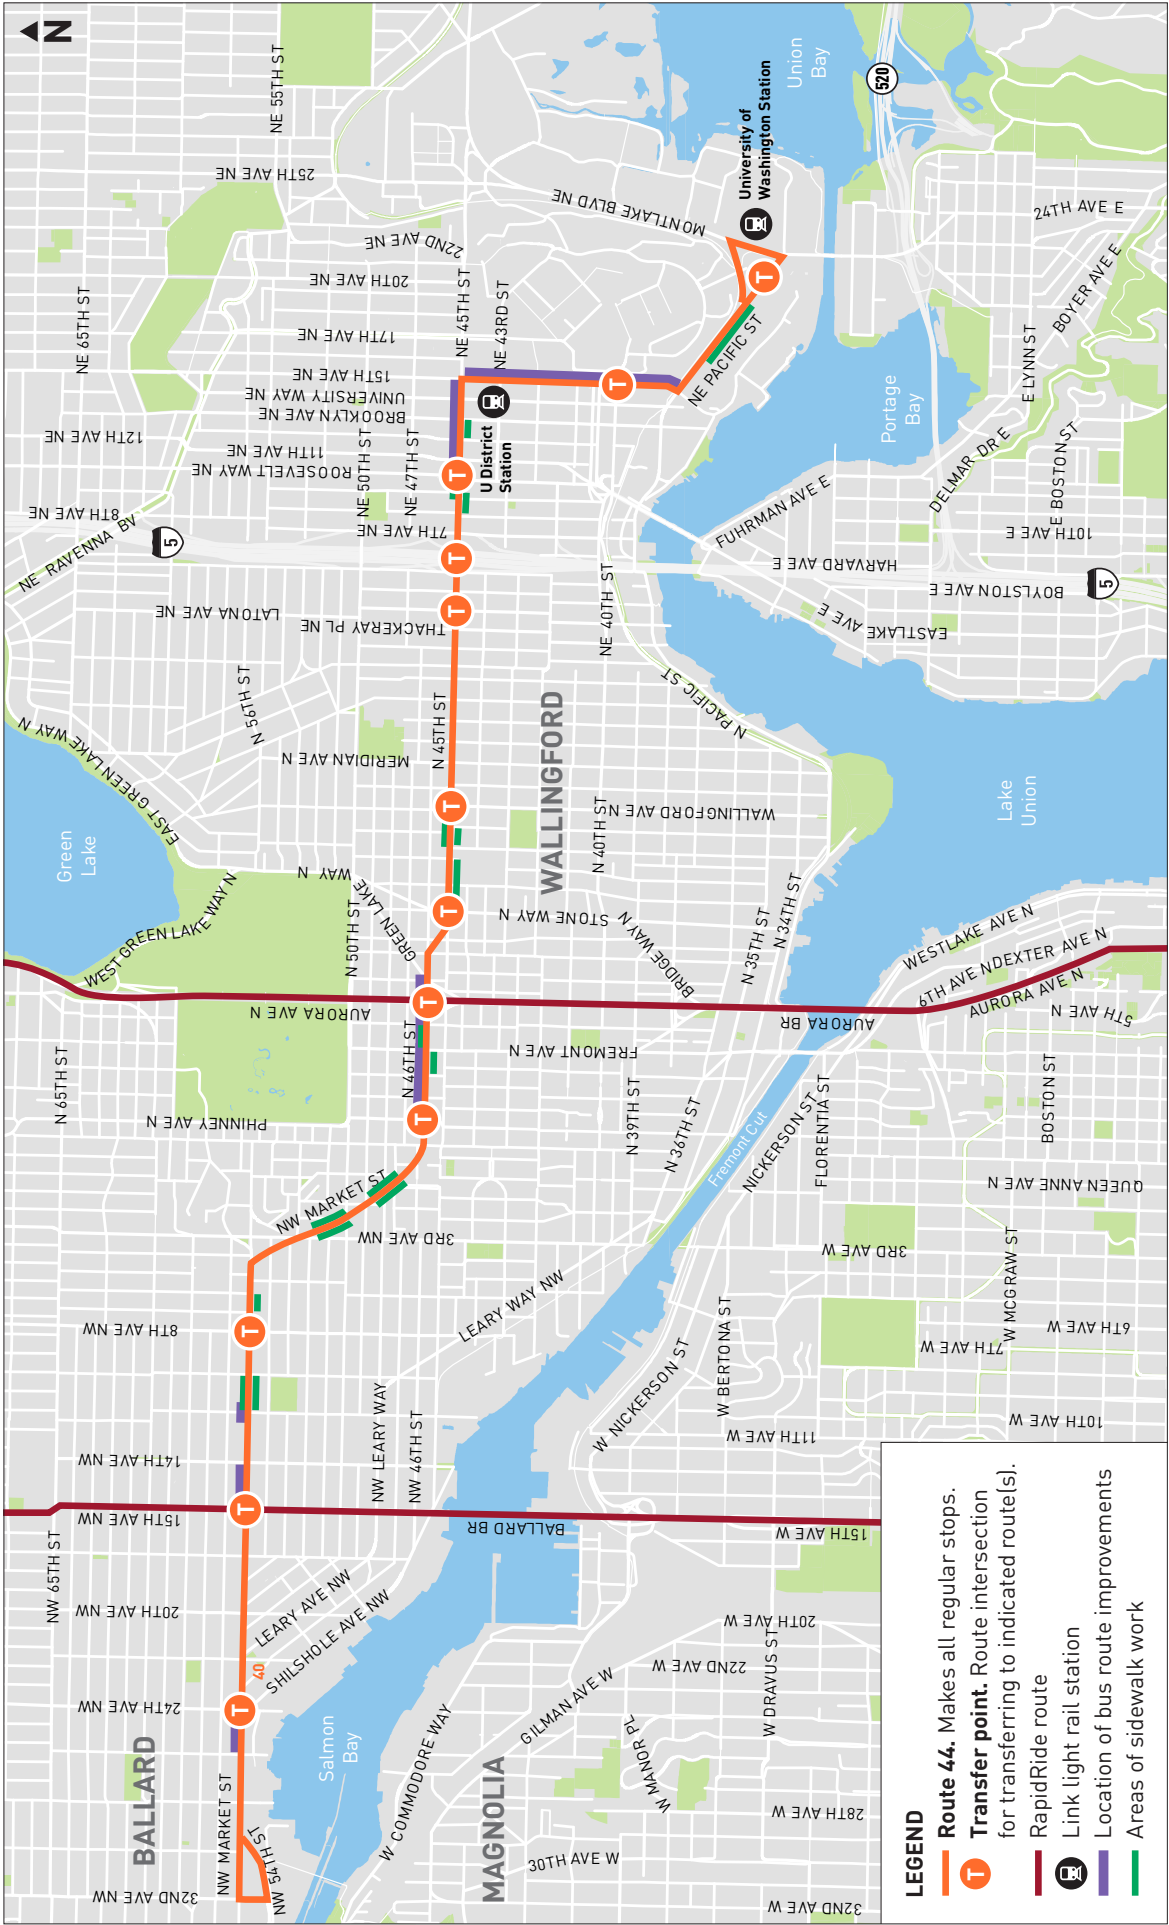 N
NE 55TH ST
25TH AVE NE
22ND AVE NE
20TH AVE NE
17TH AVE NE
15TH AVE NE
UNIVERSITY WAY NE
BROOKLYN AVE NE
12TH AVE NE
11TH AVE NE
ROOSEVELT WAY NE
8TH AVE NE
7TH AVE NE
NE 65TH ST
NE 50TH ST
NE 47TH ST
NE 45TH ST
NE 43RD ST
MONTLAKE BLVD NE
University of
Washington Station
Union
Bay
520
T
NE PACIFIC ST
T
U District
Station
T
T
T
NE RAVENNA BV
5
LATONA AVE NE
THACKERAY PL NE
NE 40TH ST
24TH AVE E
BOYER AVE E
E LYNN ST
Portage
Bay
DELMAR DR E
E BOSTON ST
10TH AVE E
FUHRMAN AVE E
HARVARD AVE E
BOYLSTON AVE E
5
EASTLAKE AVE E
N PACIFIC ST
N 56TH ST
N 45TH ST
MERIDIAN AVE N
WALLINGFORD
WALLINGFORD AVE N
N 40TH ST
Lake
Union
EAST GREEN LAKE WAY N
Green
Lake
WEST GREEN LAKE WAY N
GREEN LAKE WAY N
N 50TH ST
T
T
STONE WAY N
BRIDGE WAY N
N 35TH ST
N 34TH ST
WESTLAKE AVE N
DEXTER AVE N
6TH AVE N
AURORA AVE N
5TH AVE N
AURORA AVE N
T
AURORA BR
N 46TH ST
FREMONT AVE N
N 65TH ST
PHINNEY AVE N
T
N 39TH ST
N 36TH ST
Fremont Cut
NICKERSON ST
FLORENTIA ST
BOSTON ST
QUEEN ANNE AVE N
NW MARKET ST
3RD AVE NW
3RD AVE W
W MCGRAW ST
6TH AVE W
7TH AVE W
8TH AVE NW
T
LEARY WAY NW
W BERTONA ST
W NICKERSON ST
10TH AVE W
11TH AVE W
NW LEARY WAY
NW 46TH ST
14TH AVE NW
T
15TH AVE NW
BALLARD BR
15TH AVE W
NW 65TH ST
20TH AVE NW
LEARY AVE NW
SHILSHOLE AVE NW
40
24TH AVE NW
T
20TH AVE W
22ND AVE W
W DRAVUS ST
GILMAN AVE W
BALLARD
Salmon
Bay
W COMMODORE WAY
W MANOR PL
MAGNOLIA
28TH AVE W
30TH AVE W
32ND AVE W
NW MARKET ST
NW 54TH ST
32ND AVE NW
LEGEND
Route 44. Makes all regular stops.
T Transfer point. Route intersection
for transferring to indicated route(s).
RapidRide route
Link light rail station
Location of bus route improvements
Areas of sidewalk work